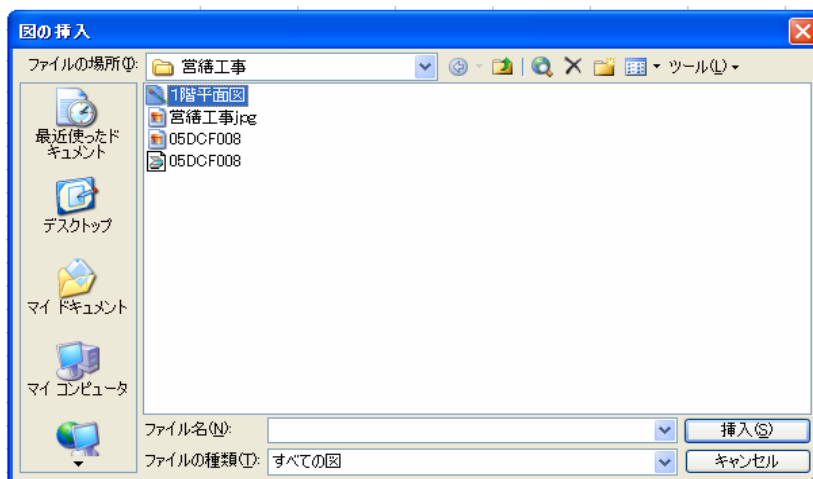 図の挿入
ファイルの場所(I):
営繕工事
ツール(L)
最近使ったド
キュメント
デスクトップ
マイ ドキュメント
マイ コンピュータ
1階平面図
営繕工事jpg
05DCF008
05DCF008
ファイル名(N):
挿入(S)
ファイルの種類(T):
すべての図
キャンセル